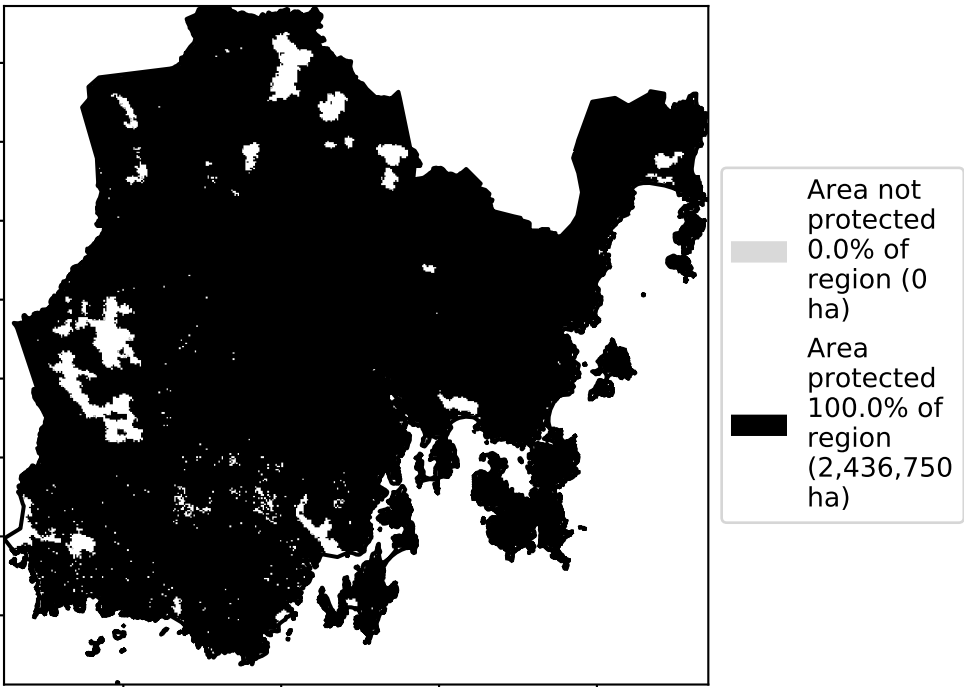 Area not
protected
0.0% of
region (0
ha)
Area
protected
100.0% of
region
(2,436,750
ha)